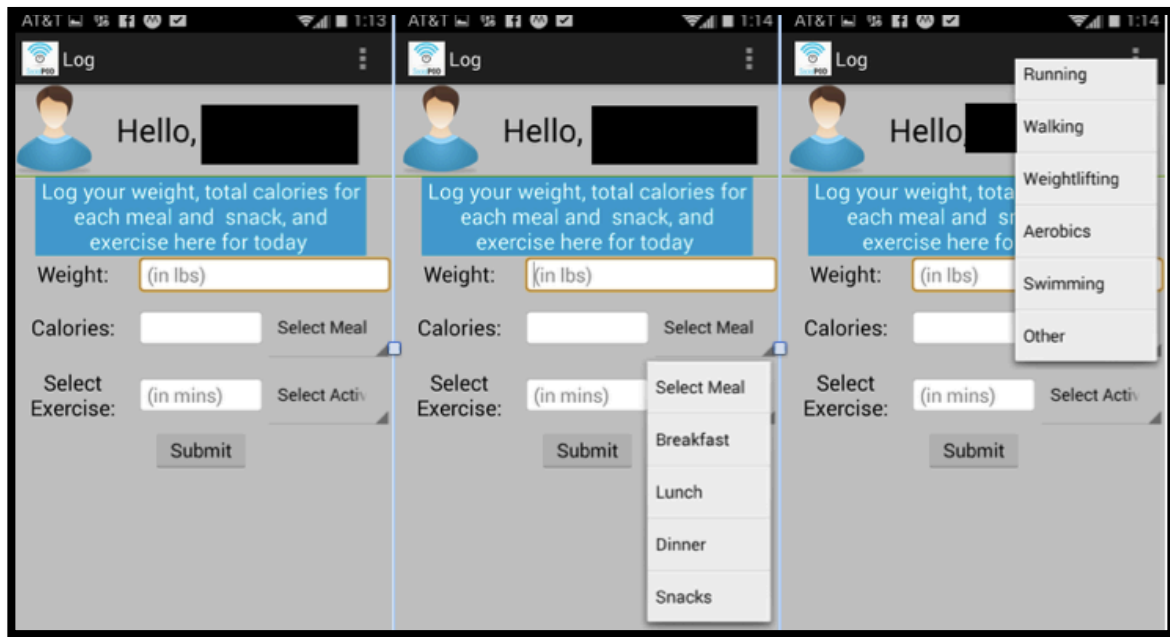 AT&T 1:13
Log
Hello,
Log your weight, total calories for
each meal and snack, and
exercise here for today
Weight: (in lbs)
Calories: Select Meal
Select
Exercise: (in mins) Select Activ
Submit
AT&T 1:14
Log
Hello,
Log your weight, total calories for
each meal and snack, and
exercise here for today
Weight: (in lbs)
Calories: Select Meal
Select
Exercise: (in mins)
Submit
Select Meal
Breakfast
Lunch
Dinner
Snacks
AT&T 1:14
Log
Hello,
Log your weight, tota
each meal and sn
exercise here fo
Weight: (in lbs)
Calories:
Select
Exercise: (in mins) Select Activ
Submit
Running
Walking
Weightlifting
Aerobics
Swimming
Other